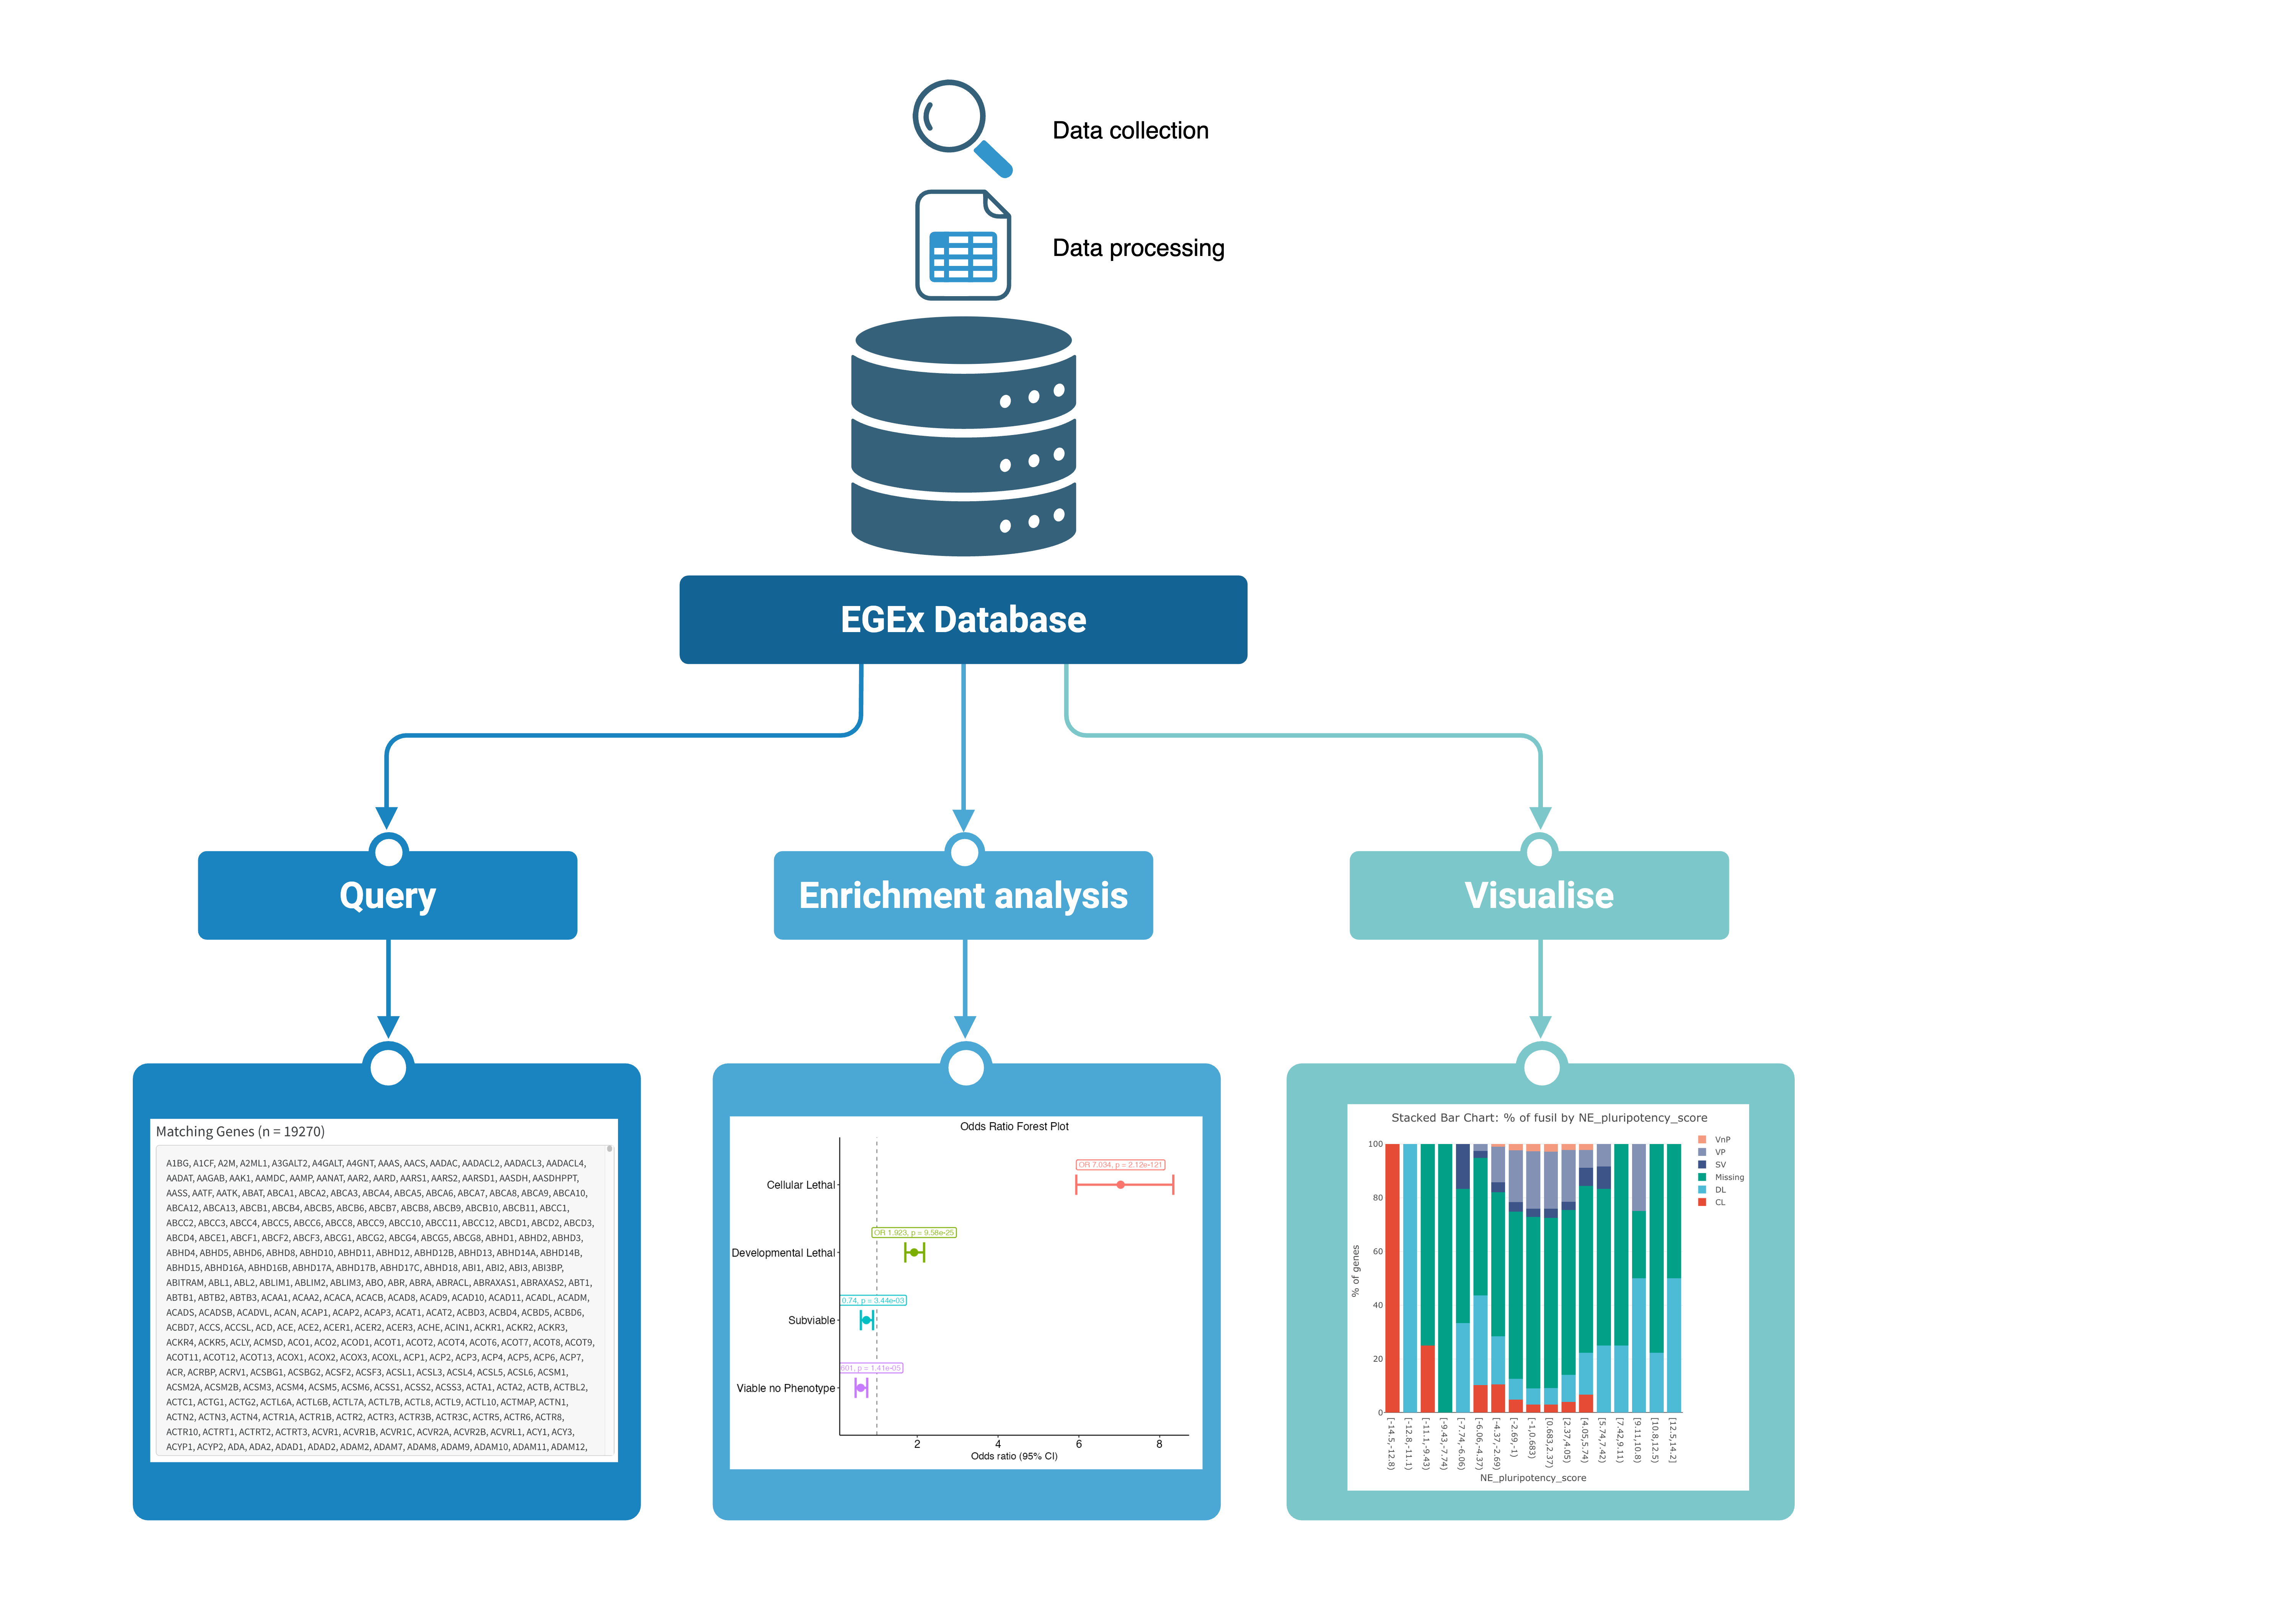 Data collection
Data processing
EGEx Database
Query
Enrichment analysis
Visualise
Matching Genes (n = 19270)
A1BG, A1CF, A2M, A2ML1, A3GALT2, A4GALT, A4GNT, AAAS, AACS, AADAC, AADACL2, AADACL3, AADACL4,
AADAT, AAGAB, AAK1, AAMDC, AAMP, AANAT, AAR2, AARD, AARS1, AARS2, AARSD1, AASDH, AASDHPPT,
AASS, AATF, AATK, ABAT, ABCA1, ABCA2, ABCA3, ABCA4, ABCA5, ABCA6, ABCA7, ABCA8, ABCA9, ABCA10,
ABCA12, ABCA13, ABCB1, ABCB4, ABCB5, ABCB6, ABCB7, ABCB8, ABCB9, ABCB10, ABCB11, ABCC1,
ABCC2, ABCC3, ABCC4, ABCC5, ABCC6, ABCC8, ABCC9, ABCC10, ABCC11, ABCC12, ABCD1, ABCD2, ABCD3,
ABCD4, ABCE1, ABCF1, ABCF2, ABCF3, ABCG1, ABCG2, ABCG4, ABCG5, ABCG8, ABHD1, ABHD2, ABHD3,
ABHD4, ABHD5, ABHD6, ABHD8, ABHD10, ABHD11, ABHD12, ABHD12B, ABHD13, ABHD14A, ABHD14B,
ABHD15, ABHD16A, ABHD16B, ABHD17A, ABHD17B, ABHD17C, ABHD18, ABI1, ABI2, ABI3, ABI3BP,
ABITRAM, ABL1, ABL2, ABLIM1, ABLIM2, ABLIM3, ABO, ABR, ABRA, ABRACL, ABRAXAS1, ABRAXAS2, ABT1,
ABTB1, ABTB2, ABTB3, ACAA1, ACAA2, ACACA, ACACB, ACAD8, ACAD9, ACAD10, ACAD11, ACADL, ACADM,
ACADS, ACADSB, ACADVL, ACAN, ACAP1, ACAP2, ACAP3, ACAT1, ACAT2, ACBD3, ACBD4, ACBD5, ACBD6,
ACBD7, ACCS, ACCSL, ACD, ACE, ACE2, ACER1, ACER2, ACER3, ACHE, ACIN1, ACKR1, ACKR2, ACKR3,
ACKR4, ACKR5, ACLY, ACMSD, ACO1, ACO2, ACOD1, ACOT1, ACOT2, ACOT4, ACOT6, ACOT7, ACOT8, ACOT9,
ACOT11, ACOT12, ACOT13, ACOX1, ACOX2, ACOX3, ACOXL, ACP1, ACP2, ACP3, ACP4, ACP5, ACP6, ACP7,
ACR, ACRBP, ACRV1, ACSBG1, ACSBG2, ACSF2, ACSF3, ACSL1, ACSL3, ACSL4, ACSL5, ACSL6, ACSM1,
ACSM2A, ACSM2B, ACSM3, ACSM4, ACSM5, ACSM6, ACSS1, ACSS2, ACSS3, ACTA1, ACTA2, ACTB, ACTBL2,
ACTC1, ACTG1, ACTG2, ACTL6A, ACTL6B, ACTL7A, ACTL7B, ACTL8, ACTL9, ACTL10, ACTMAP, ACTN1,
ACTN2, ACTN3, ACTN4, ACTR1A, ACTR1B, ACTR2, ACTR3, ACTR3B, ACTR3C, ACTR5, ACTR6, ACTR8,
ACTR10, ACTRT1, ACTRT2, ACTRT3, ACVR1, ACVR1B, ACVR1C, ACVR2A, ACVR2B, ACVRL1, ACY1, ACY3,
ACYP1, ACYP2, ADA, ADA2, ADAD1, ADAD2, ADAM2, ADAM7, ADAM8, ADAM9, ADAM10, ADAM11, ADAM12,
Odds Ratio Forest Plot
OR 7.034, p = 2.12e-121
Cellular Lethal
OR 1.923, p = 9.58e-25
Developmental Lethal
0.74, p = 3.44e-03
Subviable
601, p = 1.41e-05
Viable no Phenotype
2 4 6 8
Odds ratio (95% CI)
Stacked Bar Chart: % of fusil by NE_pluripotency_score
100
80
60
40
20
0
% of genes
VnP
VP
SV
Missing
DL
CL
[-14.5,-12.8)
[-12.8,-11.1)
[-11.1,-9.43)
[-9.43,-7.74)
[-7.74,-6.06)
[-6.06,-4.37)
[-4.37,-2.69)
[-2.69,-1)
[-1,0.683)
[0.683,2.37)
[2.37,4.05)
[4.05,5.74)
[5.74,7.42)
[7.42,9.11)
[9.11,10.8)
[10.8,12.5)
[12.5,14.2]
NE_pluripotency_score